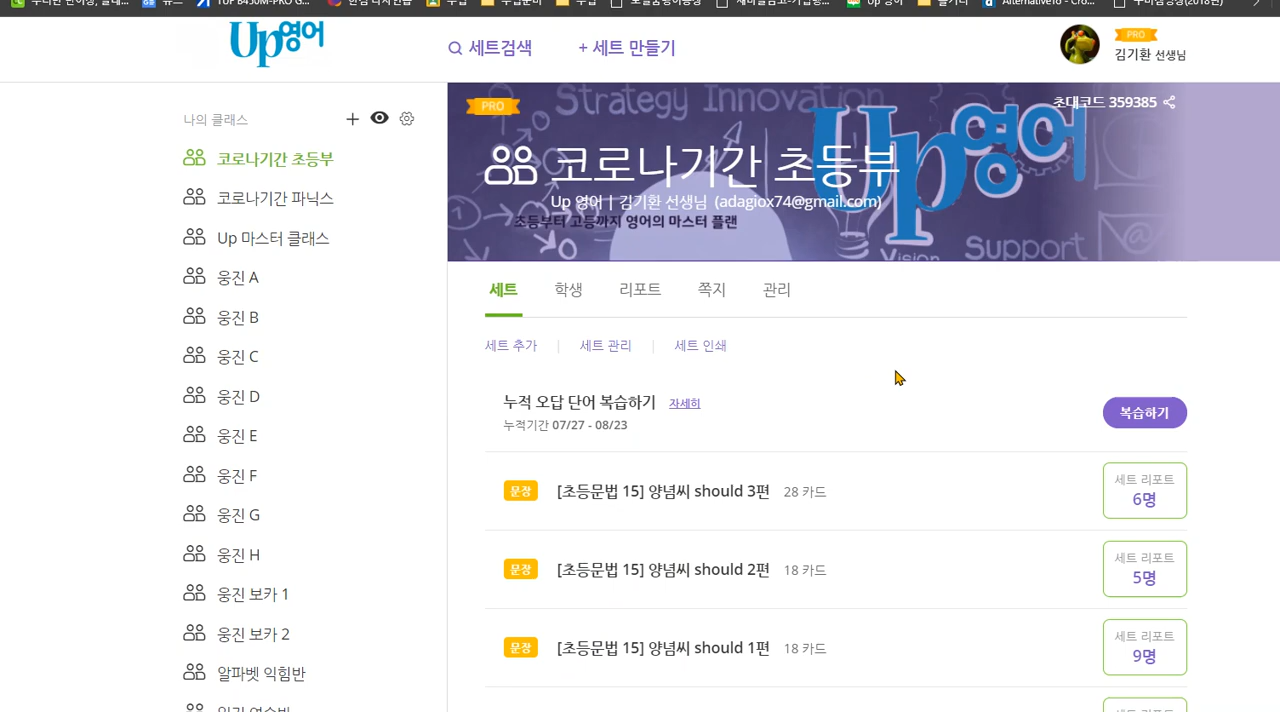 Up영어
세트검색
+ 세트 만들기
PRO
김기환 선생님
나의 클래스
코로나기간 초등부
코로나기간 파닉스
Up 마스터 클래스
웅진 A
웅진 B
웅진 C
웅진 D
웅진 E
웅진 F
웅진 G
웅진 H
웅진 보카 1
웅진 보카 2
알파벳 익힘반
PRO
Strategy Innovation
초대코드 359385
코로나기간 초등부
Up영어
Up 영어 | 김기환 선생님 (adagiox74@gmail.com)
초등부터 고등까지 영어의 마스터 플랜
Support
Vision
세트 학생 리포트 쪽지 관리
세트 추가 | 세트 관리 | 세트 인쇄
누적 오답 단어 복습하기 자세히
누적기간 07/27 - 08/23
복습하기
문장 [초등문법 15] 양념씨 should 3편 28 카드
세트 리포트
6명
문장 [초등문법 15] 양념씨 should 2편 18 카드
세트 리포트
5명
문장 [초등문법 15] 양념씨 should 1편 18 카드
세트 리포트
9명